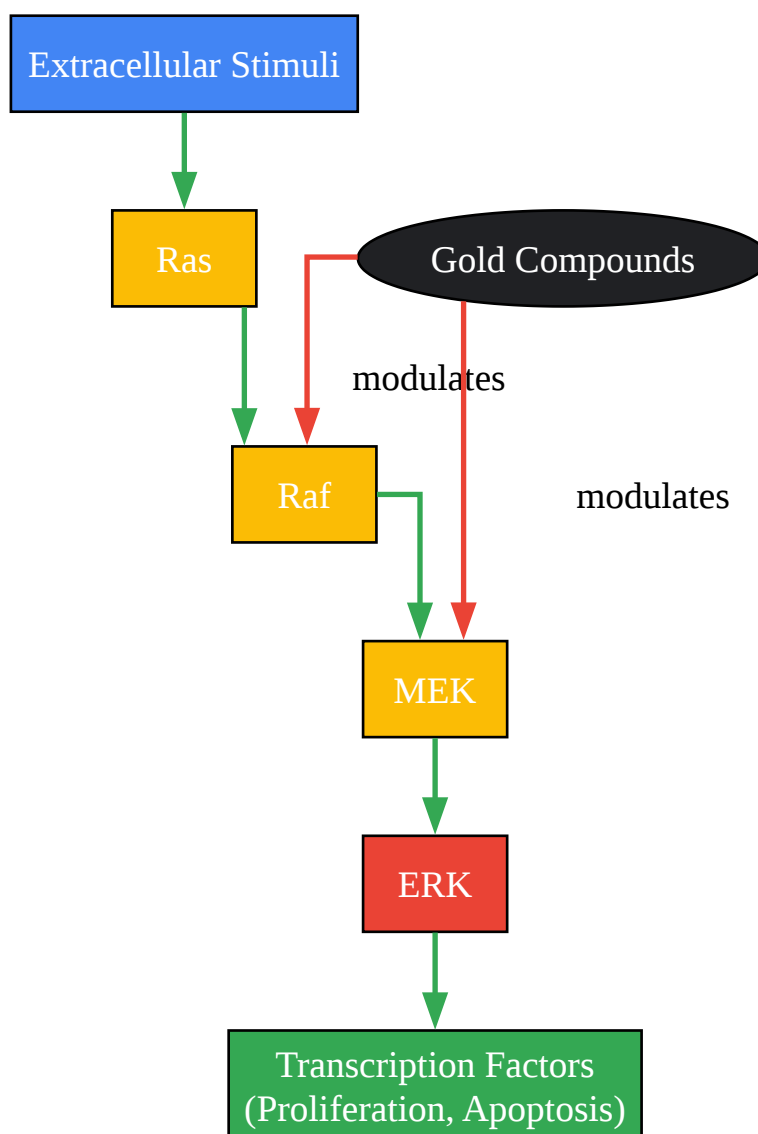 Extracellular Stimuli
Ras
Gold Compounds
modulates
Raf
modulates
MEK
ERK
Transcription Factors
(Proliferation, Apoptosis)